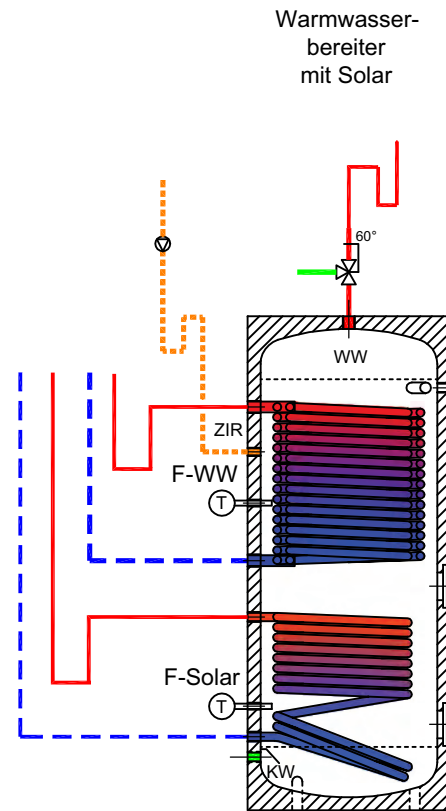 Warmwasser-
bereiter
mit Solar
60°
WW
ZIR
F-WW
T
F-Solar
T
KW